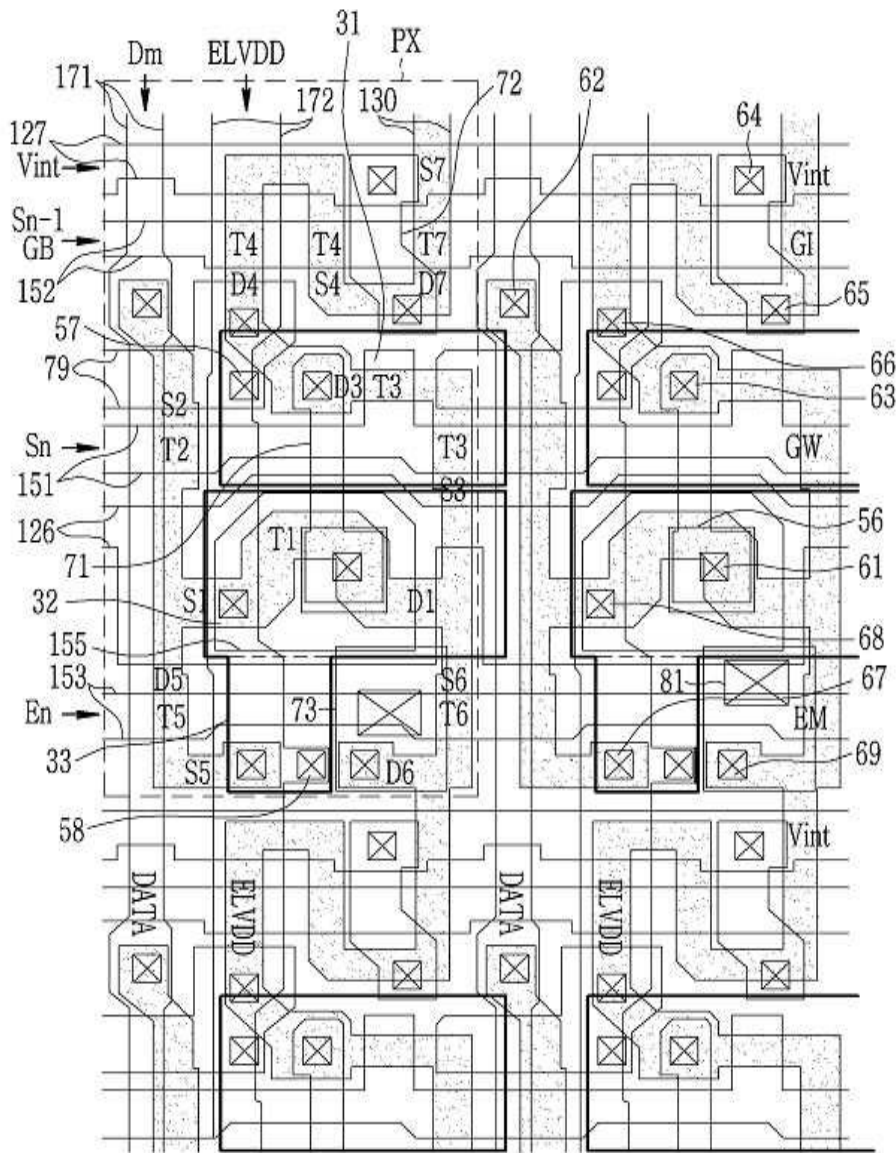 31
Dm ELVDD PX
171 172 130 72 62
127 64
Vint S7 Vint
Sn-1
GB T4 T4 T7 GI
152 D4 S4 D7
57 65
79 66
D3 T3 63
S2
Sn T2 T3 GW
151 S3
126 56
T1
71 61
S1 D1
32 68
155
153 D5 S6 81 67
En T5 73 T6 EM
33
S5 D6 69
58 Vint
DATA ELVDD DATA ELVDD